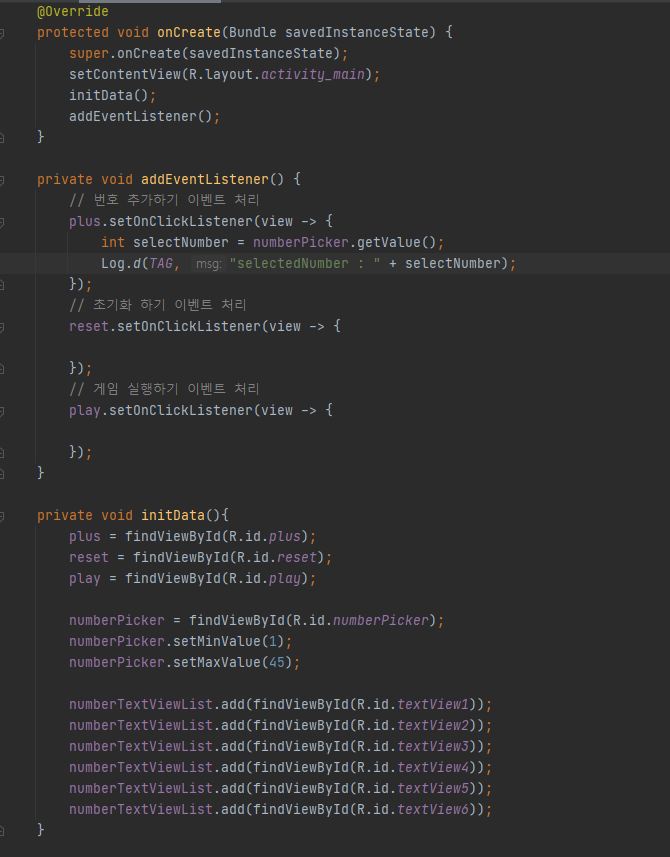 @Override
protected void onCreate(Bundle savedInstanceState) {
super.onCreate(savedInstanceState);
setContentView(R.layout.activity_main);
initData();
addEventListener();
}
private void addEventListener() {
// 번호 추가하기 이벤트 처리
plus.setOnClickListener(view -> {
int selectNumber = numberPicker.getValue();
Log.d(TAG, msg: "selectedNumber : " + selectNumber);
});
// 초기화 하기 이벤트 처리
reset.setOnClickListener(view -> {
});
// 게임 실행하기 이벤트 처리
play.setOnClickListener(view -> {
});
}
private void initData(){
plus = findViewById(R.id.plus);
reset = findViewById(R.id.reset);
play = findViewById(R.id.play);
numberPicker = findViewById(R.id.numberPicker);
numberPicker.setMinValue(1);
numberPicker.setMaxValue(45);
numberTextViewList.add(findViewById(R.id.textView1));
numberTextViewList.add(findViewById(R.id.textView2));
numberTextViewList.add(findViewById(R.id.textView3));
numberTextViewList.add(findViewById(R.id.textView4));
numberTextViewList.add(findViewById(R.id.textView5));
numberTextViewList.add(findViewById(R.id.textView6));
}